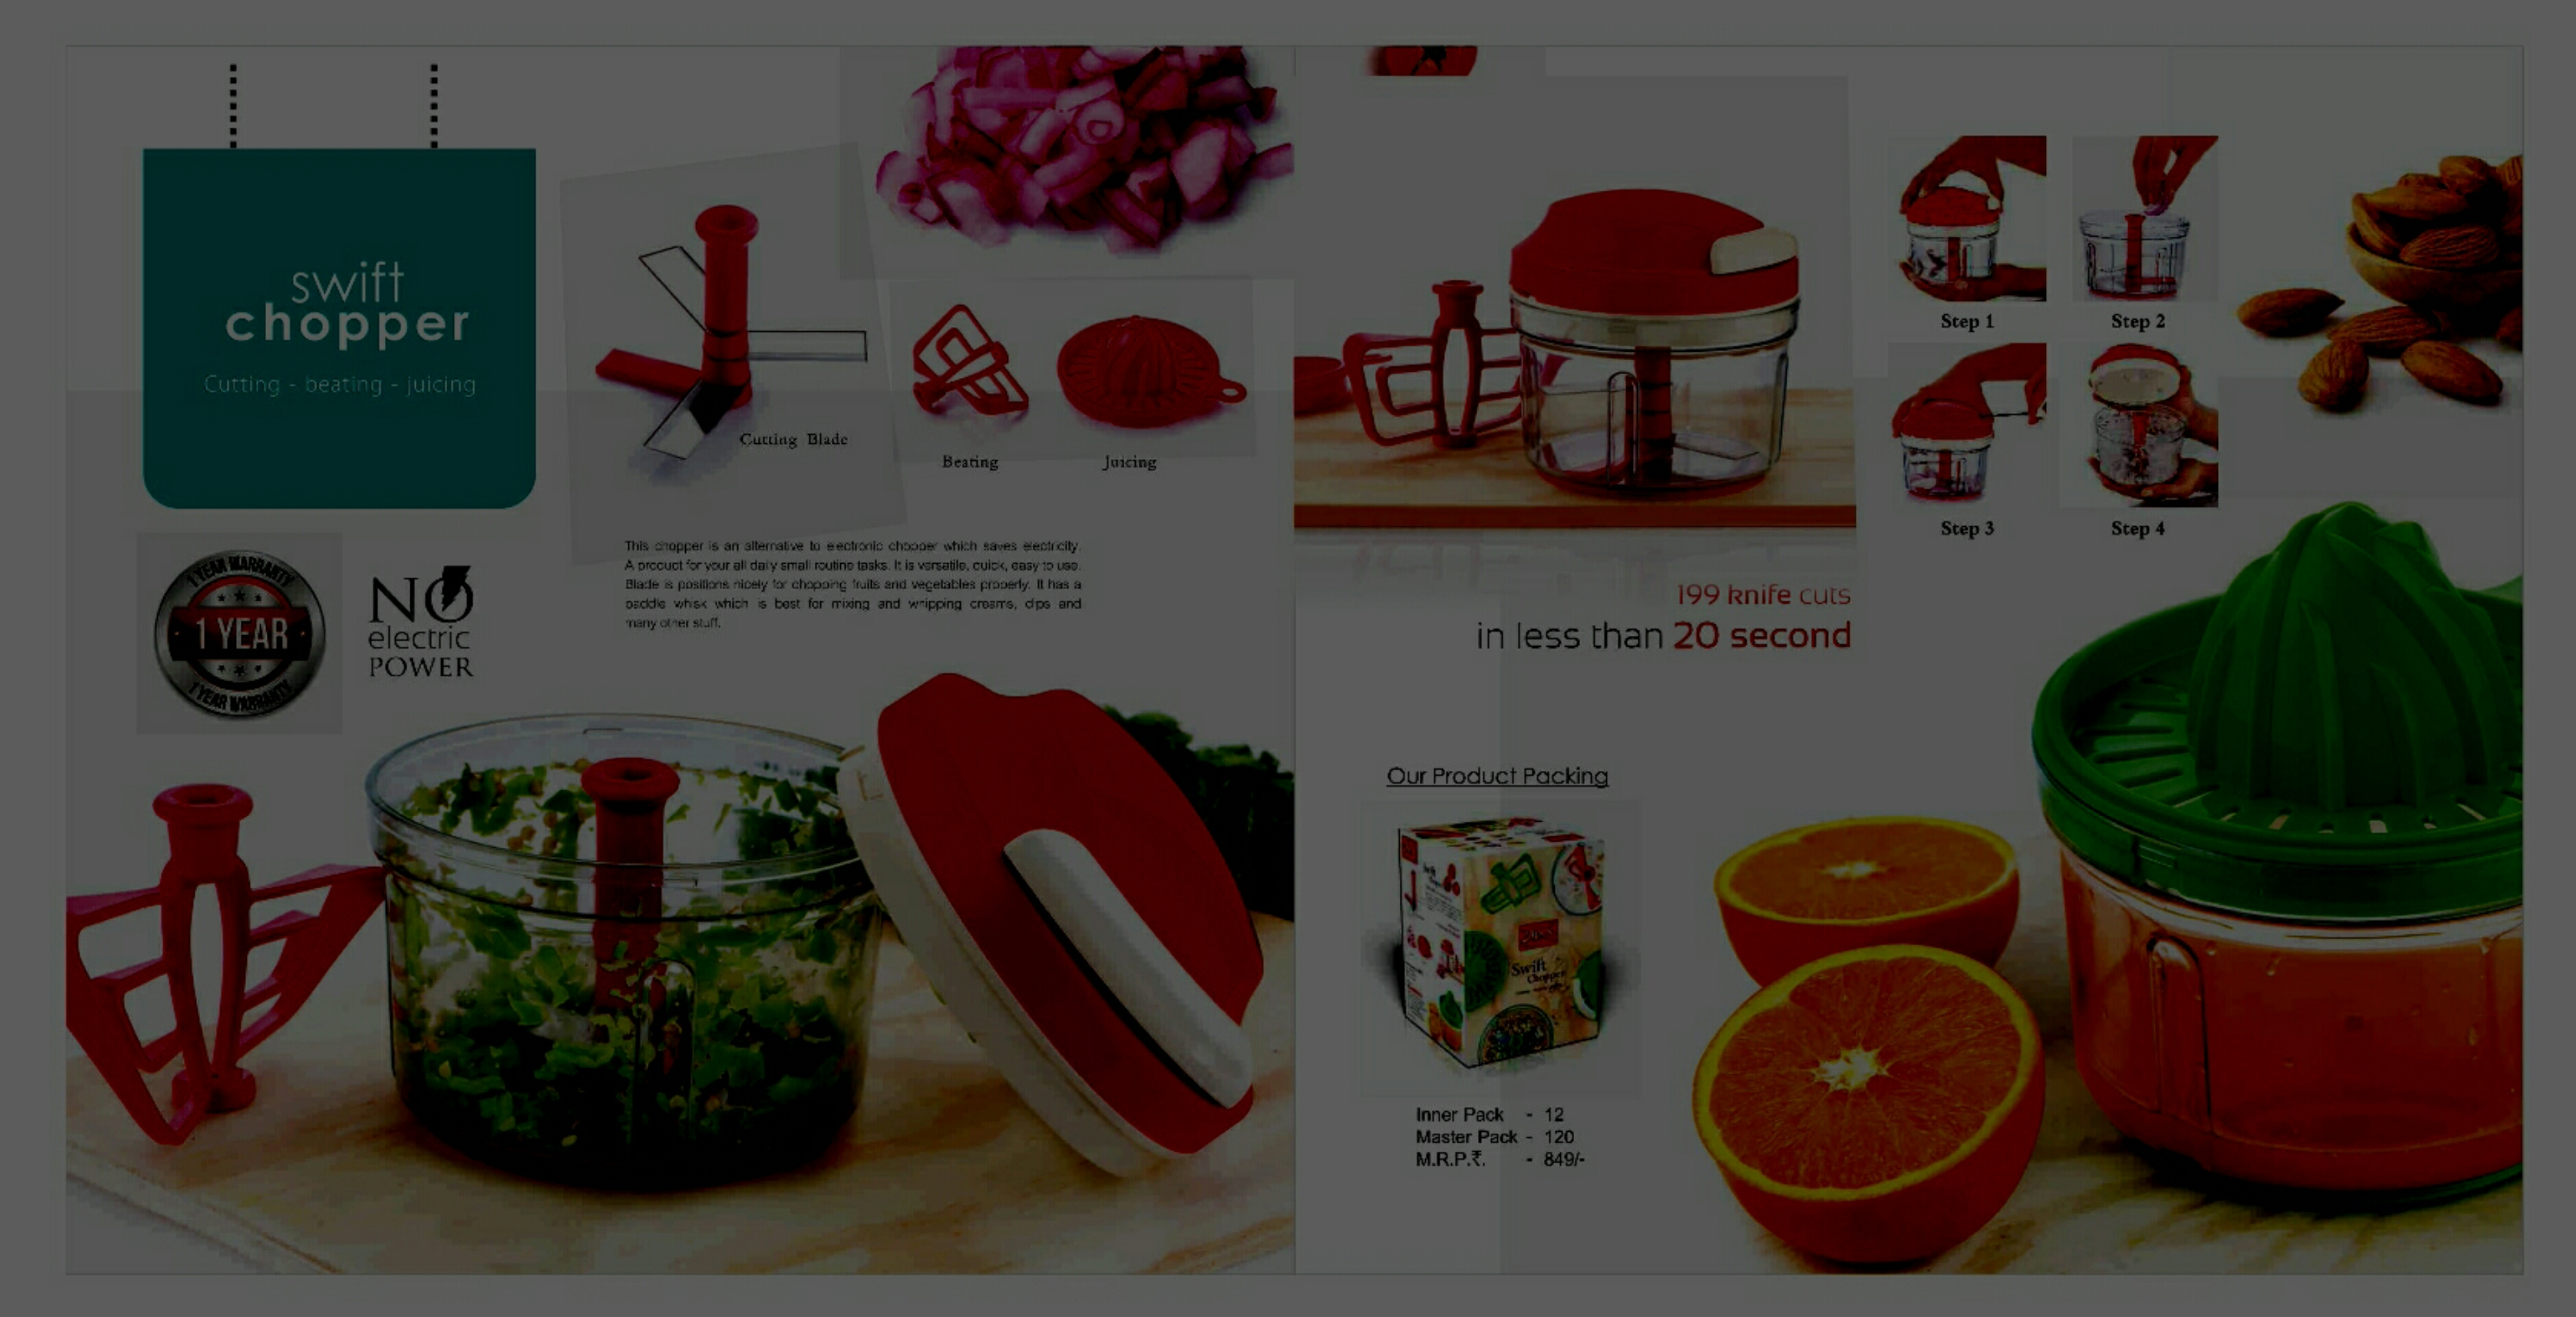 swift
chopper
Cutting - beating - juicing
Cutting Blade
Beating
Juicing
1 YEAR WARRANTY
1 YEAR
1 YEAR WARRANTY
NO
electric
POWER
This chopper is an alternative to electronic chopper which saves electricity.
A product for your all daily small routine tasks. It is versatile, quick, easy to use.
Blade is positions nicely for chopping fruits and vegetables properly. It has a
paddle whisk which is best for mixing and whipping creams, dips and
many other stuff.
Step 1
Step 2
Step 3
Step 4
199 knife cuts
in less than 20 second
Our Product Packing
Swift
Chopper
Inner Pack - 12
Master Pack - 120
M.R.P.₹. - 849/-